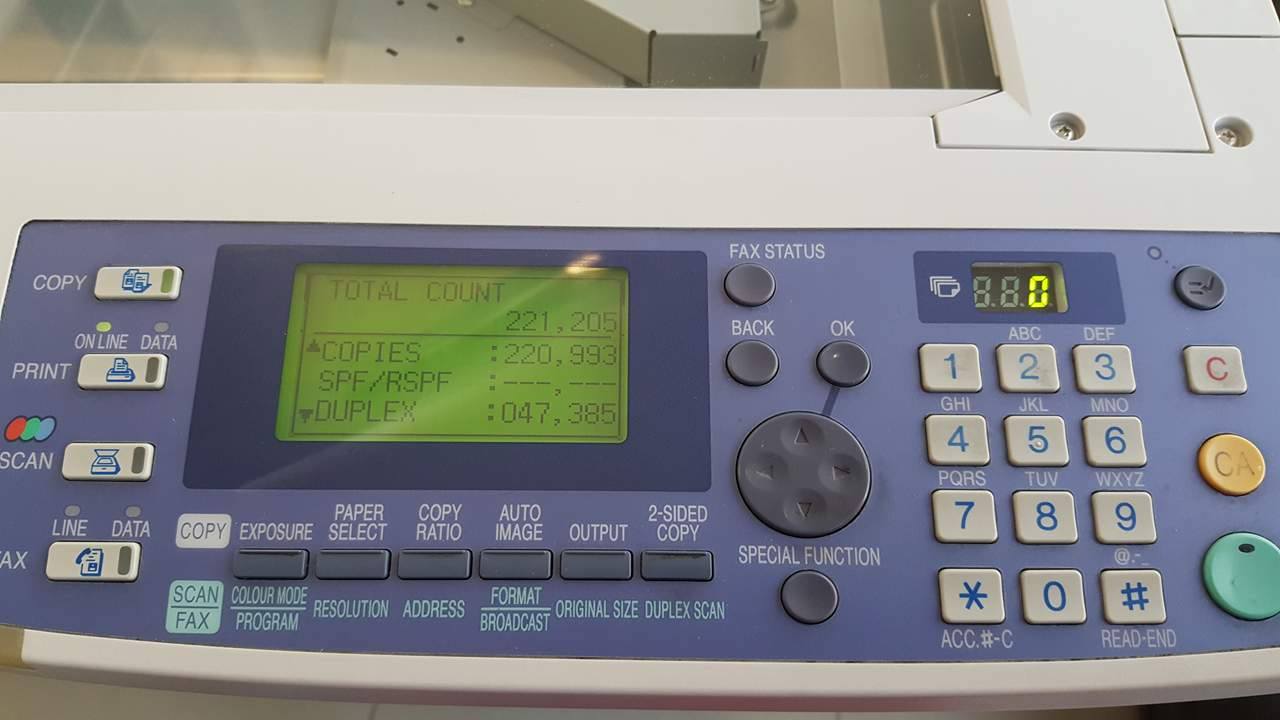 TOTAL COUNT
221,205
COPIES :220,993
SPF/RSPF :---,---
DUPLEX :047,385
COPY
ON LINE DATA
PRINT
SCAN
LINE DATA
FAX
COPY
EXPOSURE
PAPER SELECT
COPY RATIO
AUTO IMAGE
OUTPUT
2-SIDED COPY
SCAN
FAX
COLOUR MODE
PROGRAM
RESOLUTION
ADDRESS
FORMAT
BROADCAST
ORIGINAL SIZE
DUPLEX SCAN
FAX STATUS
BACK
OK
SPECIAL FUNCTION
0
ABC DEF
1 2 3
GHI JKL MNO
4 5 6
PQRS TUV WXYZ
7 8 9
@.-_
* 0 #
ACC.#-C READ-END
C
CA